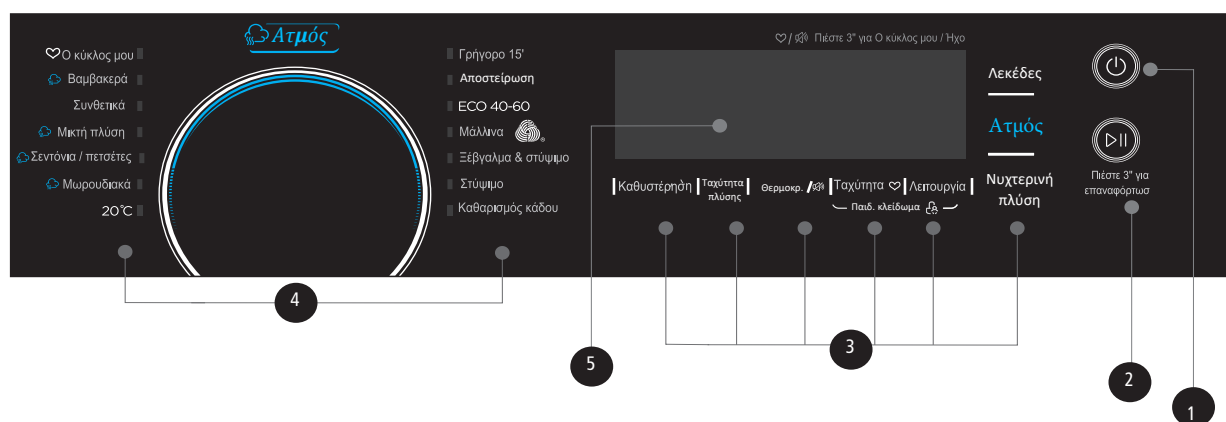 Ατμός
Ο κύκλος μου
Βαμβακερά
Συνθετικά
Μικτή πλύση
Σεντόνια / πετσέτες
Μωρουδιακά
20℃
Γρήγορο 15'
Αποστείρωση
ECO 40-60
Μάλλινα
Ξέβγαλμα & στύψιμο
Στύψιμο
Καθαρισμός κάδου
/ Πιέστε 3" για Ο κύκλος μου / Ήχο
Καθυστέρηση
Ταχύτητα
πλύσης
Θερμοκρ. /
Ταχύτητα
Λειτουργία
Παιδ. κλείδωμα
Λεκέδες
Ατμός
Νυχτερινή
πλύση
Πιέστε 3" για
επαναφόρτωσ
4
5
3
2
1